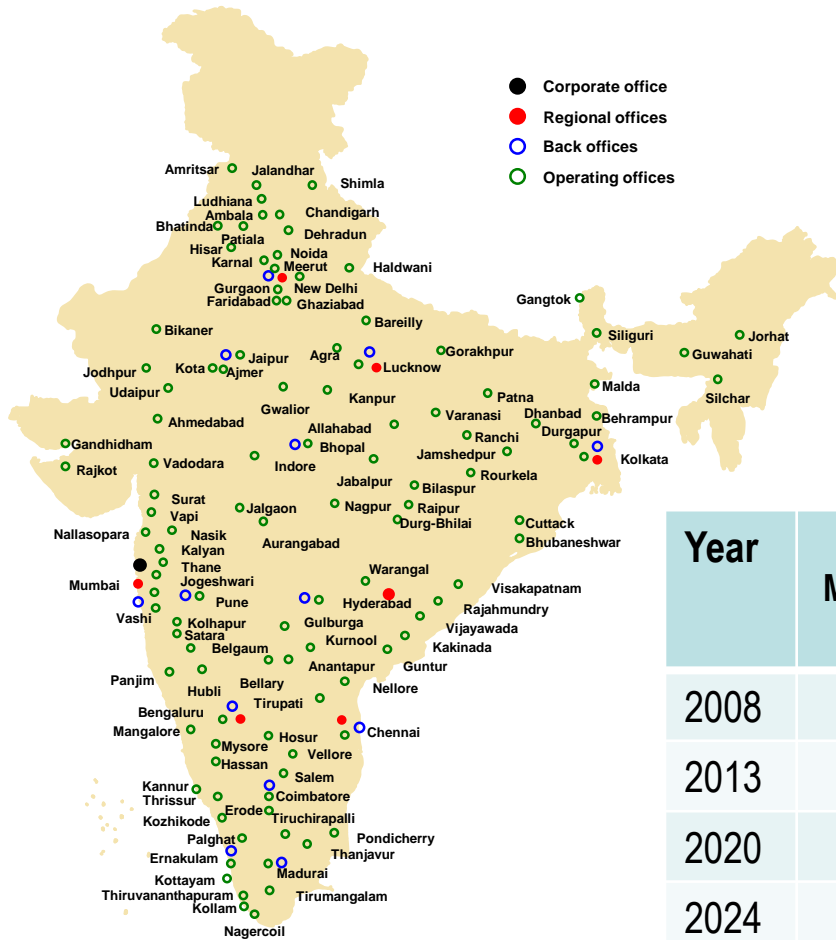 Corporate office
Regional offices
Back offices
Operating offices
Amritsar
Jalandhar
Shimla
Ludhiana
Ambala
Chandigarh
Bhatinda
Patiala
Dehradun
Hisar
Noida
Karnal
Meerut
Haldwani
Gurgaon
New Delhi
Faridabad
Ghaziabad
Gangtok
Bikaner
Bareilly
Siliguri
Jorhat
Jaipur
Agra
Gorakhpur
Guwahati
Jodhpur
Kota
Ajmer
Lucknow
Udaipur
Malda
Silchar
Gwalior
Kanpur
Patna
Ahmedabad
Allahabad
Varanasi
Dhanbad
Behrampur
Gandhidham
Bhopal
Ranchi
Durgapur
Rajkot
Vadodara
Indore
Jamshedpur
Kolkata
Jabalpur
Rourkela
Bilaspur
Surat
Jalgaon
Nagpur
Raipur
Vapi
Durg-Bhilai
Cuttack
Nallasopara
Nasik
Aurangabad
Bhubaneshwar
Kalyan
Thane
Warangal
Mumbai
Jogeshwari
Visakapatnam
Vashi
Pune
Hyderabad
Rajahmundry
Kolhapur
Gulburga
Vijayawada
Satara
Kurnool
Kakinada
Belgaum
Guntur
Panjim
Anantapur
Hubli
Bellary
Nellore
Bengaluru
Tirupati
Mangalore
Hosur
Chennai
Mysore
Vellore
Hassan
Salem
Kannur
Thrissur
Coimbatore
Erode
Kozhikode
Tiruchirapalli
Palghat
Pondicherry
Thanjavur
Ernakulam
Madurai
Kottayam
Thiruvananthapuram
Tirumangalam
Kollam
Nagercoil
Year
M
2008
2013
2020
2024